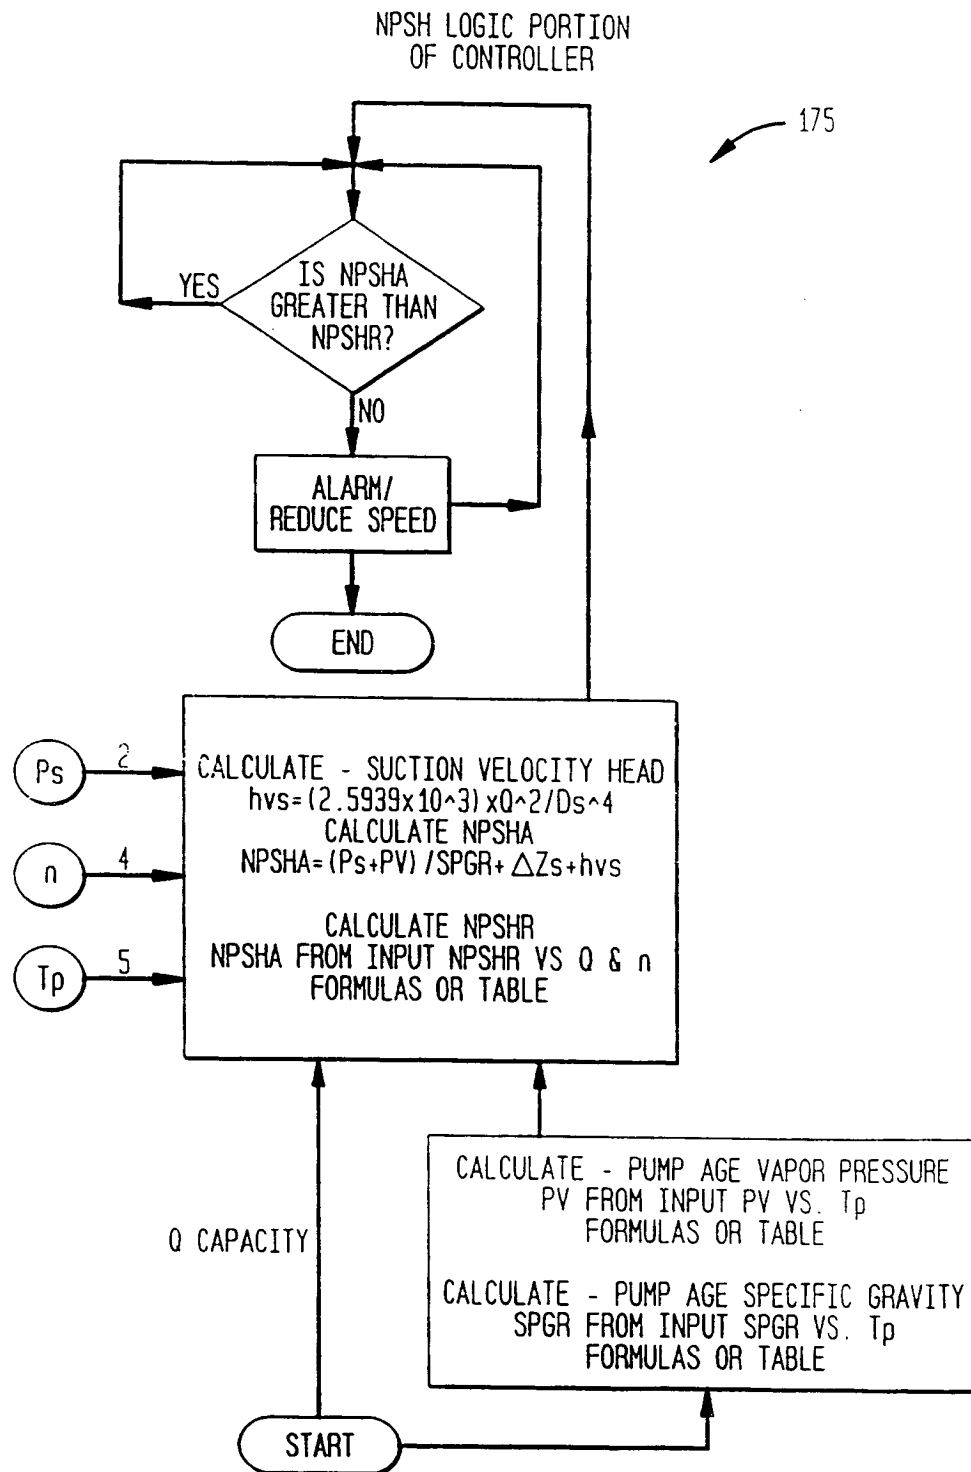 NPSH LOGIC PORTION
OF CONTROLLER
175
IS NPSHA
GREATER THAN
NPSHR?
YES
NO
ALARM/
REDUCE SPEED
END
Ps
2
n
4
Tp
5
CALCULATE - SUCTION VELOCITY HEAD
hvs=(2.5939x10^3)xQ^2/Ds^4
CALCULATE NPSHA
NPSHA=(Ps+PV)/SPGR+△Zs+hvs
CALCULATE NPSHR
NPSHA FROM INPUT NPSHR VS Q & n
FORMULAS OR TABLE
Q CAPACITY
CALCULATE - PUMP AGE VAPOR PRESSURE
PV FROM INPUT PV VS. Tp
FORMULAS OR TABLE
CALCULATE - PUMP AGE SPECIFIC GRAVITY
SPGR FROM INPUT SPGR VS. Tp
FORMULAS OR TABLE
START